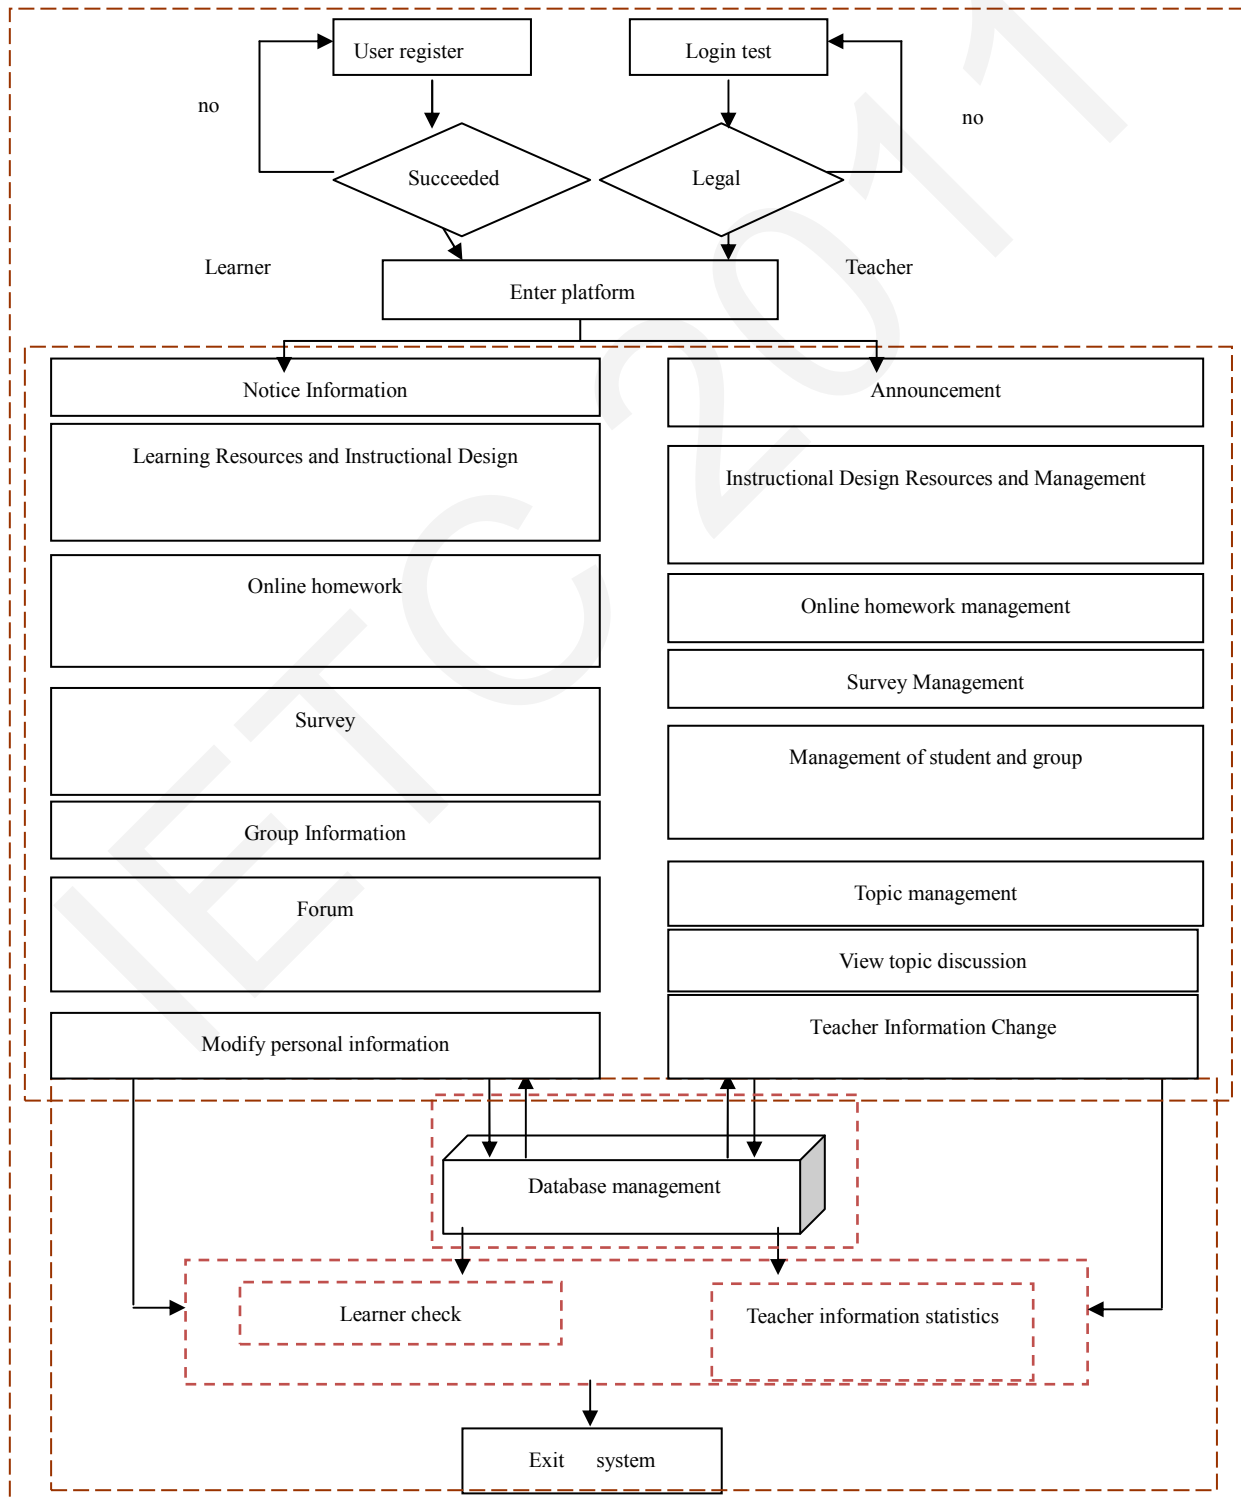 User register
Login test
no
no
Succeeded
Legal
Learner
Teacher
Enter platform
Notice Information
Announcement
Learning Resources and Instructional Design
Instructional Design Resources and Management
Online homework
Online homework management
Survey
Survey Management
Management of student and group
Group Information
Forum
Topic management
View topic discussion
Modify personal information
Teacher Information Change
Database management
Learner check
Teacher information statistics
Exit system
IETC 2011